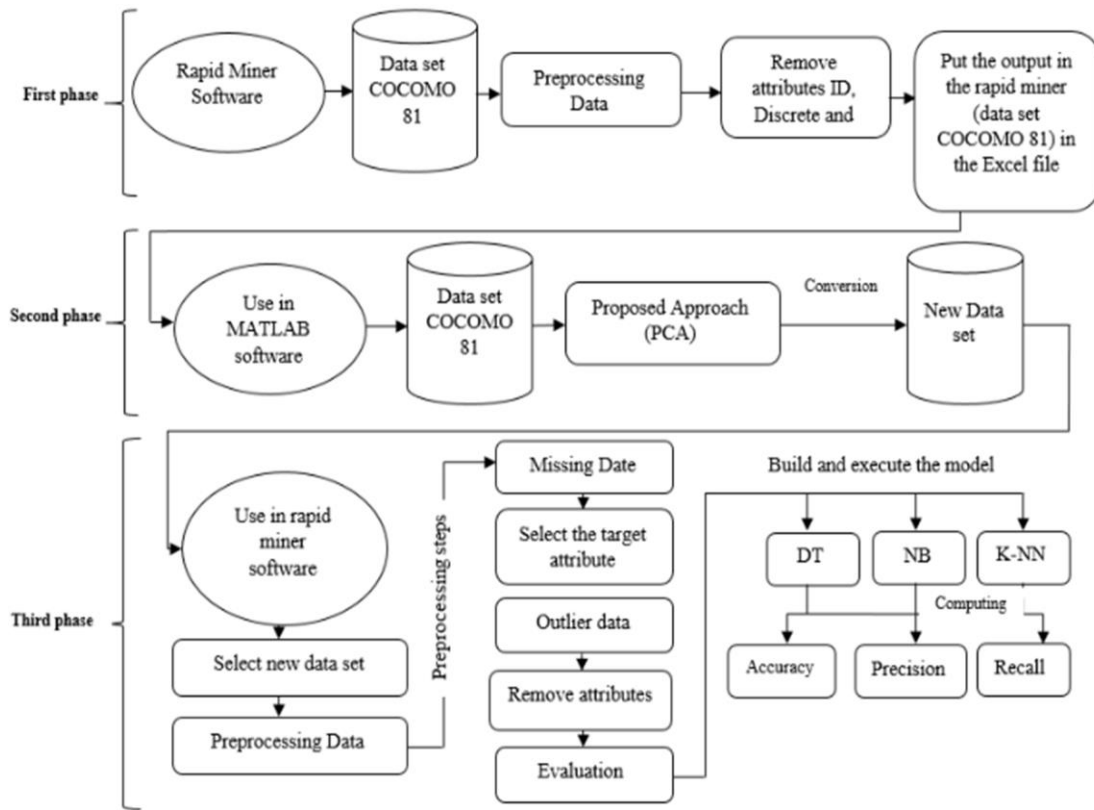 First phase
Rapid Miner
Software
Data set
COCOMO
81
Preprocessing
Data
Remove
attributes ID,
Discrete and
Put the output in
the rapid miner
(data set
COCOMO 81) in
the Excel file
Second phase
Use in
MATLAB
software
Data set
COCOMO
81
Proposed Approach
(PCA)
Conversion
New Data
set
Third phase
Use in rapid
miner
software
Select new data set
Preprocessing Data
Preprocessing steps
Missing Date
Select the target
attribute
Outlier data
Remove attributes
Evaluation
Build and execute the model
DT
NB
K-NN
Computing
Accuracy
Precision
Recall